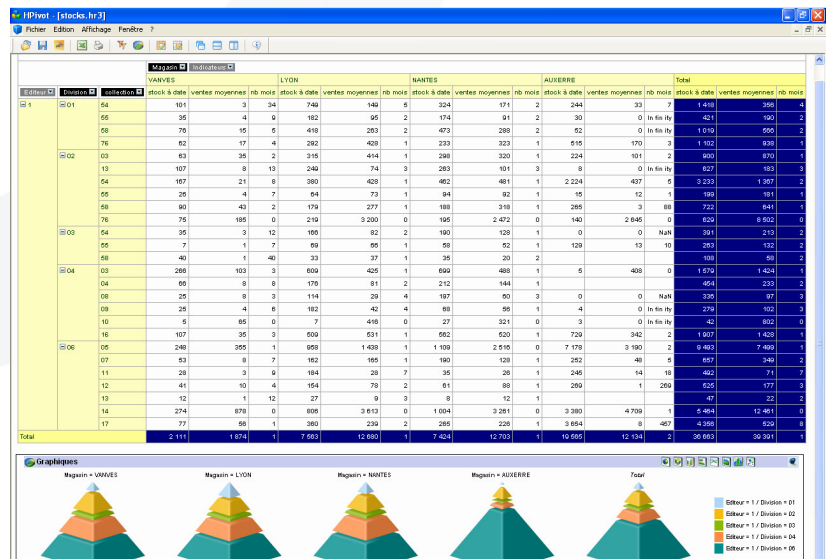 HPivot - [stocks.hr3]
Fichier Edition Affichage Fenêtre ?
Magasin Indicateurs
VANVES LYON NANTES AUXERRE Total
Editeur Division collection stock à date ventes moyennes nb mois stock à date ventes moyennes nb mois stock à date ventes moyennes nb mois stock à date ventes moyennes nb mois stock à date ventes moyennes nb mois
1 01 54 101 3 34 749 149 5 324 171 2 244 33 7 1 418 356 4
55 35 4 9 182 95 2 174 91 2 30 0 Infinity 421 190 2
58 76 15 5 418 263 2 473 288 2 52 0 Infinity 1 019 566 2
76 62 17 4 292 428 1 233 323 1 515 170 3 1 102 938 1
02 03 63 35 2 315 414 1 298 320 1 224 101 2 900 870 1
13 107 8 13 249 74 3 263 101 3 8 0 Infinity 627 183 3
54 167 21 8 380 428 1 462 481 1 2 224 437 5 3 233 1 367 2
55 26 4 7 64 73 1 94 92 1 15 12 1 199 181 1
58 90 43 2 179 277 1 188 318 1 265 3 88 722 641 1
76 75 185 0 219 3 200 0 195 2 472 0 140 2 645 0 629 8 502 0
03 54 35 3 12 166 82 2 190 128 1 0 0 NaN 391 213 2
55 7 1 7 69 66 1 58 52 1 129 13 10 263 132 2
58 40 1 40 33 37 1 35 20 2 108 58 2
04 03 266 103 3 609 425 1 699 488 1 5 408 0 1 579 1 424 1
04 66 8 8 176 81 2 212 144 1 454 233 2
08 25 8 3 114 29 4 197 60 3 0 0 NaN 336 97 3
09 25 4 6 182 42 4 68 56 1 4 0 Infinity 279 102 3
10 5 65 0 7 416 0 27 321 0 3 0 Infinity 42 802 0
16 107 35 3 509 531 1 562 520 1 729 342 2 1 907 1 428 1
06 05 248 355 1 958 1 438 1 1 109 2 516 0 7 178 3 190 2 9 493 7 499 1
07 53 8 7 162 165 1 190 128 1 252 48 5 657 349 2
11 28 3 9 184 28 7 35 26 1 245 14 18 492 71 7
12 41 10 4 154 78 2 61 88 1 269 1 269 525 177 3
13 12 1 12 27 9 3 8 12 1 47 22 2
14 274 878 0 806 3 613 0 1 004 3 261 0 3 380 4 709 1 5 464 12 461 0
17 77 56 1 360 239 2 265 226 1 3 654 8 467 4 356 529 8
Total 2 111 1 874 1 7 563 12 680 1 7 424 12 703 1 19 565 12 134 2 36 663 39 391 1
Graphiques
Magasin = VANVES Magasin = LYON Magasin = NANTES Magasin = AUXERRE Total
Editeur = 1 / Division = 01
Editeur = 1 / Division = 02
Editeur = 1 / Division = 03
Editeur = 1 / Division = 04
Editeur = 1 / Division = 06